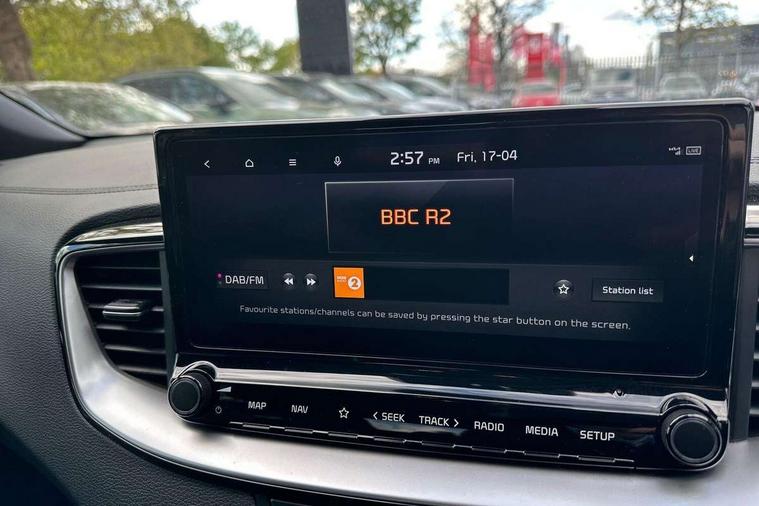 2:57 PM Fri, 17-04
LIVE
BBC R2
DAB/FM
2
Station list
Favourite stations/channels can be saved by pressing the star button on the screen.
MAP
NAV
SEEK
TRACK
RADIO
MEDIA
SETUP